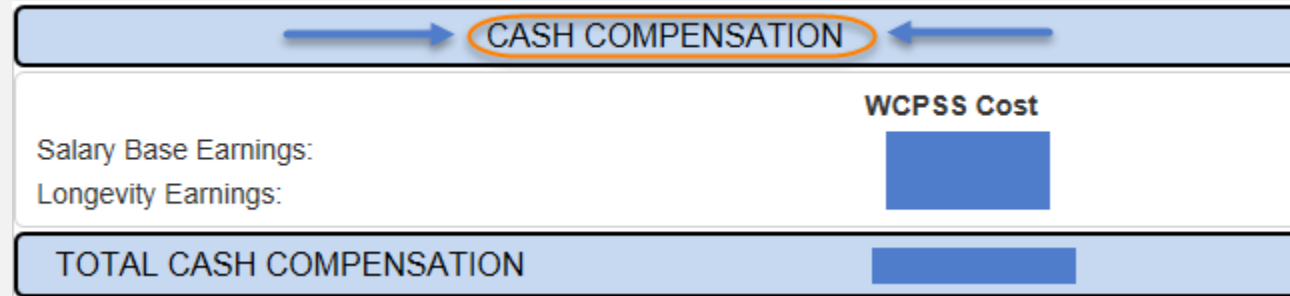 CASH COMPENSATION
WCPSS Cost
Salary Base Earnings:
Longevity Earnings:
TOTAL CASH COMPENSATION